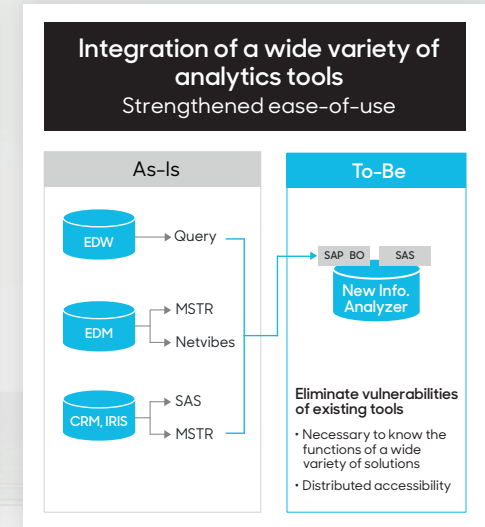 Integration of a wide variety of
analytics tools
Strengthened ease-of-use
As-Is
To-Be
EDW
Query
EDM
MSTR
Netvibes
CRM, IRIS
SAS
MSTR
SAP BO
SAS
New Info.
Analyzer
Eliminate vulnerabilities
of existing tools
• Necessary to know the
functions of a wide
variety of solutions
• Distributed accessibility